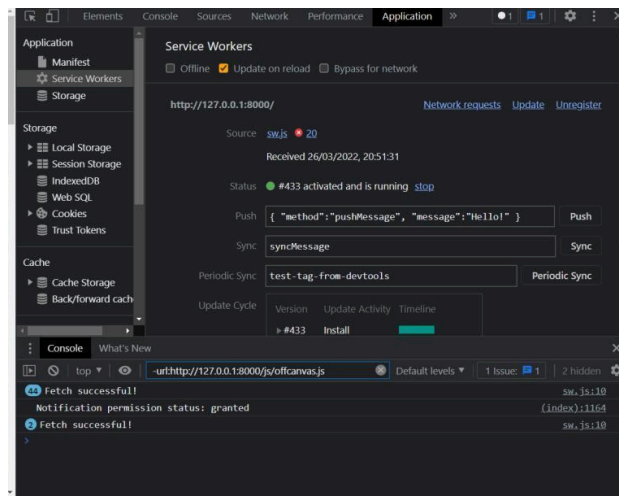 Elements Console Sources Network Performance Application » 1 1
Application
Manifest
Service Workers
Storage
Storage
Local Storage
Session Storage
IndexedDB
Web SQL
Cookies
Trust Tokens
Cache
Cache Storage
Back/forward cach
Service Workers
Offline Update on reload Bypass for network
http://127.0.0.1:8000/ Network requests Update Unregister
Source sw.js 20
Received 26/03/2022, 20:51:31
Status #433 activated and is running stop
Push { "method":"pushMessage", "message":"Hello!" } Push
Sync syncMessage Sync
Periodic Sync test-tag-from-devtools Periodic Sync
Update Cycle Version Update Activity Timeline
#433 Install
Console What's New
top -url:http://127.0.0.1:8000/js/offcanvas.js Default levels 1 Issue: 1 2 hidden
44 Fetch successful! sw.js:10
Notification permission status: granted (index):1164
2 Fetch successful! sw.js:10